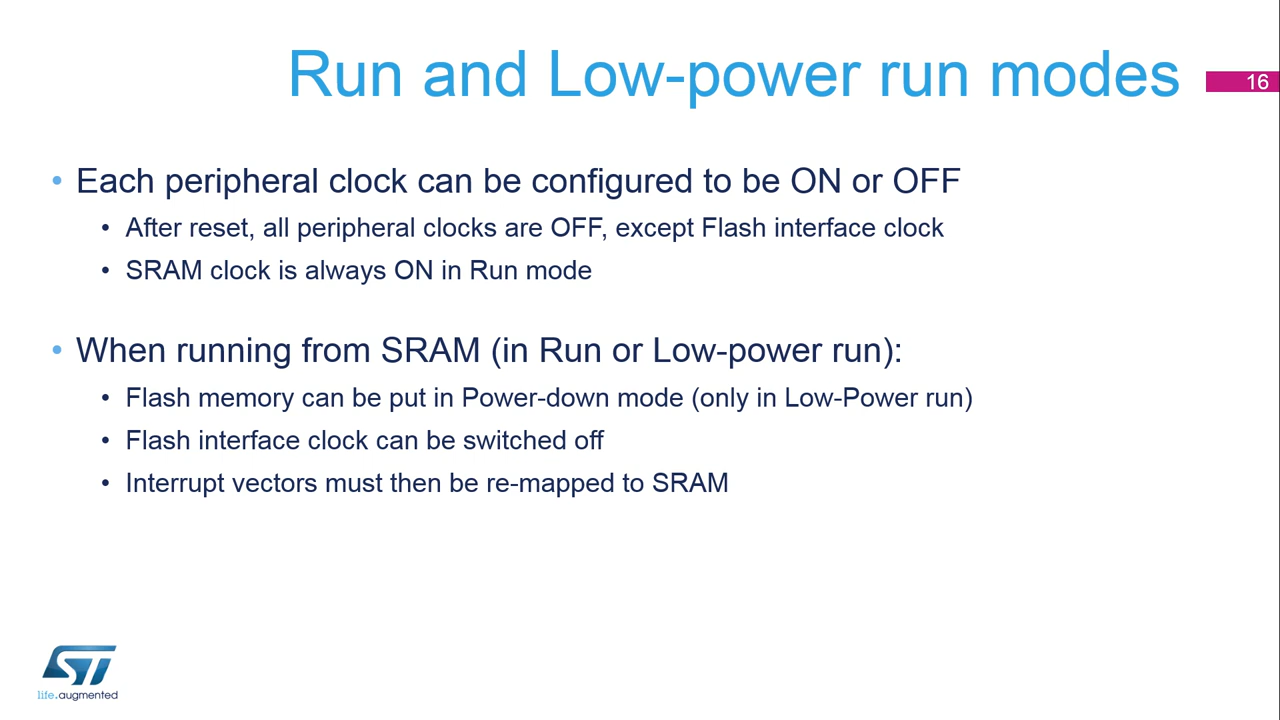 Run and Low-power run modes
16
• Each peripheral clock can be configured to be ON or OFF
• After reset, all peripheral clocks are OFF, except Flash interface clock
• SRAM clock is always ON in Run mode
• When running from SRAM (in Run or Low-power run):
• Flash memory can be put in Power-down mode (only in Low-Power run)
• Flash interface clock can be switched off
• Interrupt vectors must then be re-mapped to SRAM
ST
life.augmented